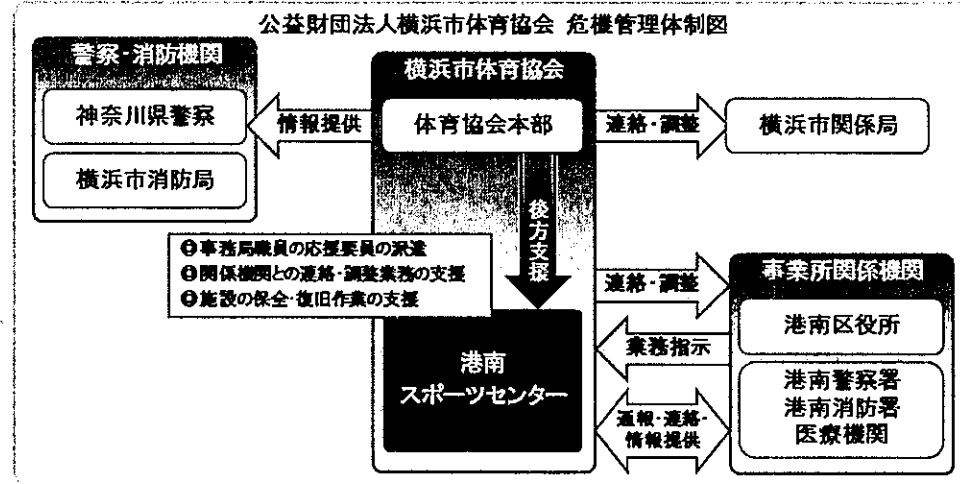 公益財団法人横浜市体育協会 危機管理体制図
警察・消防機関
神奈川県警察
横浜市消防局
情報提供
横浜市体育協会
体育協会本部
連絡・調整
横浜市関係局
後方支援
❶事務局職員の応援要員の派遣
❷関係機関との連絡・調整業務の支援
❸施設の保全・復旧作業の支援
港南
スポーツセンター
連絡・調整
業務指示
通報・連絡・
情報提供
事業所関係機関
港南区役所
港南警察署
港南消防署
医療機関